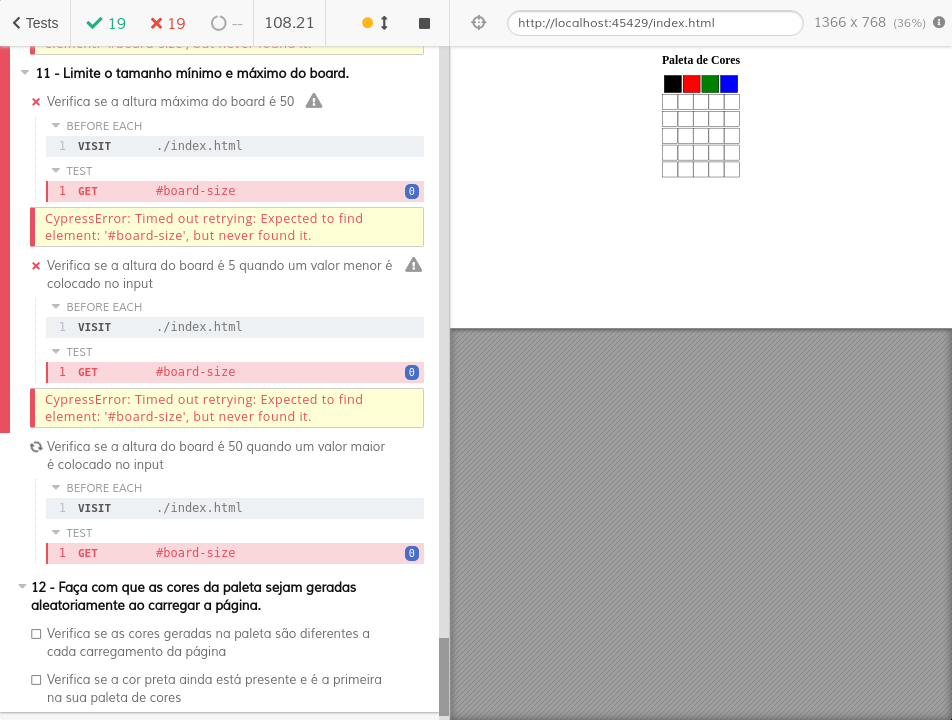 Tests
19
19
--
108.21
http://localhost:45429/index.html
1366 x 768 (36%)
element: '#board-size', but never found it.
11 - Limite o tamanho mínimo e máximo do board.
Verifica se a altura máxima do board é 50
BEFORE EACH
1 VISIT ./index.html
TEST
1 GET #board-size 0
CypressError: Timed out retrying: Expected to find
element: '#board-size', but never found it.
Verifica se a altura do board é 5 quando um valor menor é
colocado no input
BEFORE EACH
1 VISIT ./index.html
TEST
1 GET #board-size 0
CypressError: Timed out retrying: Expected to find
element: '#board-size', but never found it.
Verifica se a altura do board é 50 quando um valor maior
é colocado no input
BEFORE EACH
1 VISIT ./index.html
TEST
1 GET #board-size 0
12 - Faça com que as cores da paleta sejam geradas
aleatoriamente ao carregar a página.
Verifica se as cores geradas na paleta são diferentes a
cada carregamento da página
Verifica se a cor preta ainda está presente e é a primeira
na sua paleta de cores
Paleta de Cores